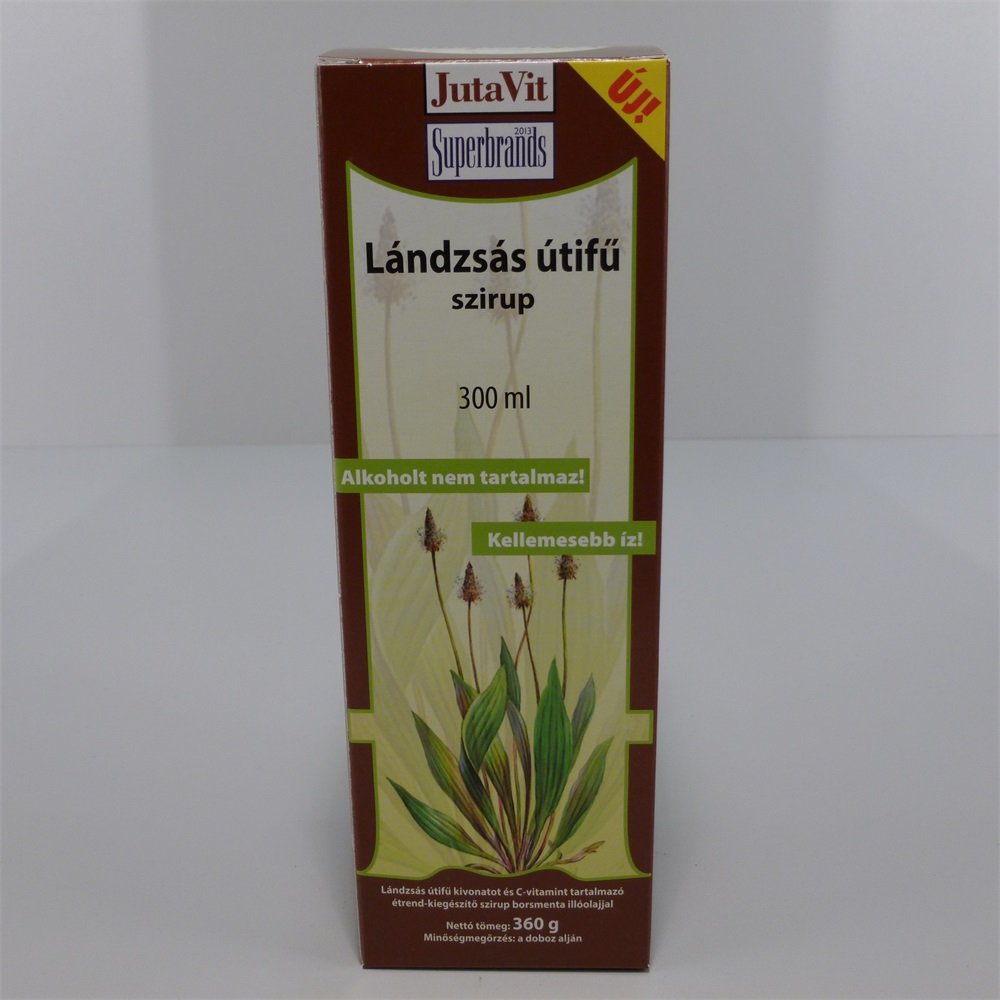 JutaVit
ÚJ!
2013
Superbrands
Lándzsás útifű
szirup
300 ml
Alkoholt nem tartalmaz!
Kellemesebb íz!
Lándzsás útifű kivonatot és C-vitamint tartalmazó
étrend-kiegészítő szirup borsmenta illóolajjal
Nettó tömeg: 360 g
Minőségmegőrzés: a doboz alján